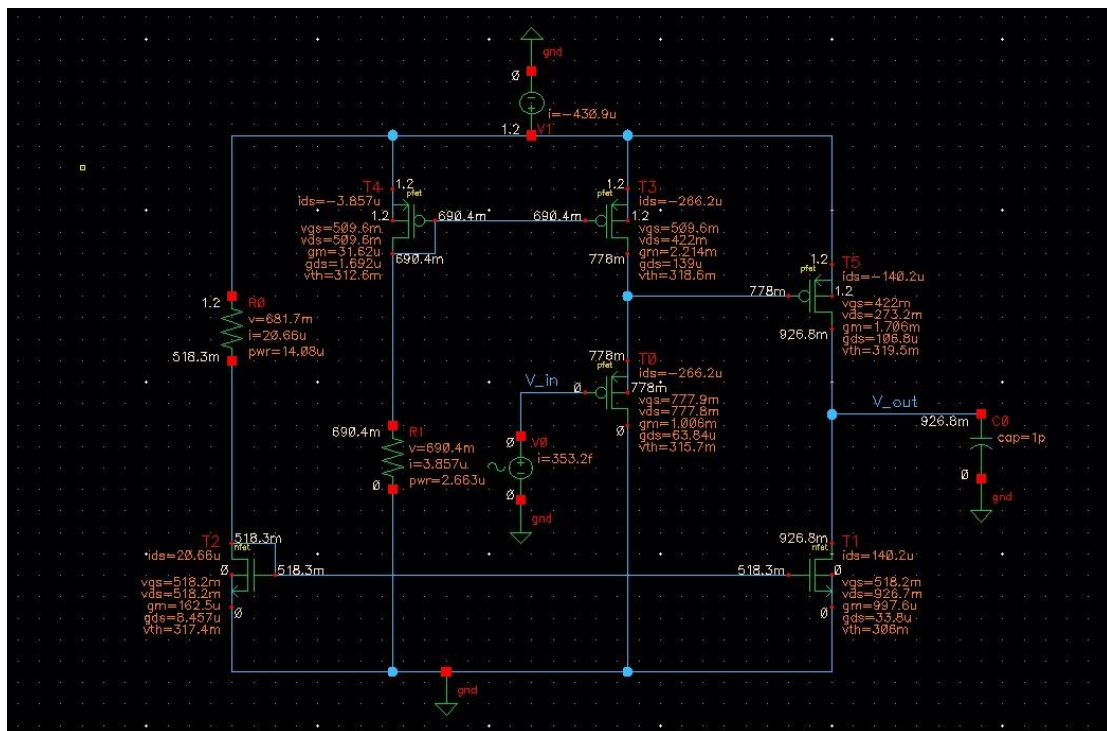 gnd
0
i=-430.9u
1.2
V1
T4
1.2
pfet
ids=-3.857u
1.2
vgs=509.6m
vds=509.6m
gm=31.62u
gds=1.692u
vth=312.6m
690.4m
690.4m
690.4m
1.2
T3
pfet
ids=-266.2u
1.2
vgs=509.6m
vds=422m
gm=2.214m
gds=139u
vth=318.6m
778m
1.2
T5
pfet
ids=-140.2u
778m
1.2
vgs=422m
vds=273.2m
gm=1.706m
gds=106.8u
vth=319.5m
926.8m
1.2
R0
v=681.7m
i=20.66u
pwr=14.08u
518.3m
778m
T0
pfet
ids=-266.2u
V_in
0
778m
vgs=777.9m
vds=777.8m
gm=1.006m
gds=63.84u
vth=315.7m
0
V_out
926.8m
C0
cap=1p
0
gnd
690.4m
R1
v=690.4m
i=3.857u
pwr=2.663u
0
0
V0
i=353.2f
0
gnd
T2
518.3m
nfet
ids=20.66u
0
518.3m
vgs=518.2m
vds=518.2m
gm=162.5u
gds=8.457u
vth=317.4m
0
926.8m
T1
nfet
ids=140.2u
518.3m
0
vgs=518.2m
vds=926.7m
gm=997.6u
gds=33.8u
vth=308m
0
gnd